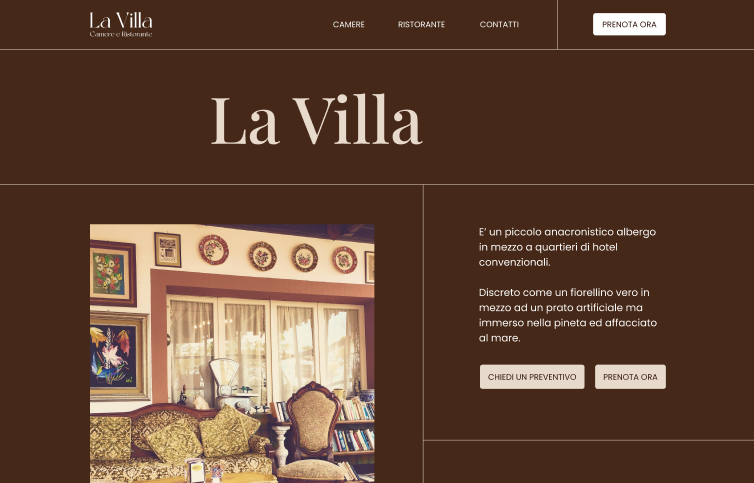 La Villa
Camere e Ristorante
CAMERE
RISTORANTE
CONTATTI
PRENOTA ORA
La Villa
E' un piccolo anacronistico albergo
in mezzo a quartieri di hotel
convenzionali.
Discreto come un fiorellino vero in
mezzo ad un prato artificiale ma
immerso nella pineta ed affacciato
al mare.
CHIEDI UN PREVENTIVO
PRENOTA ORA